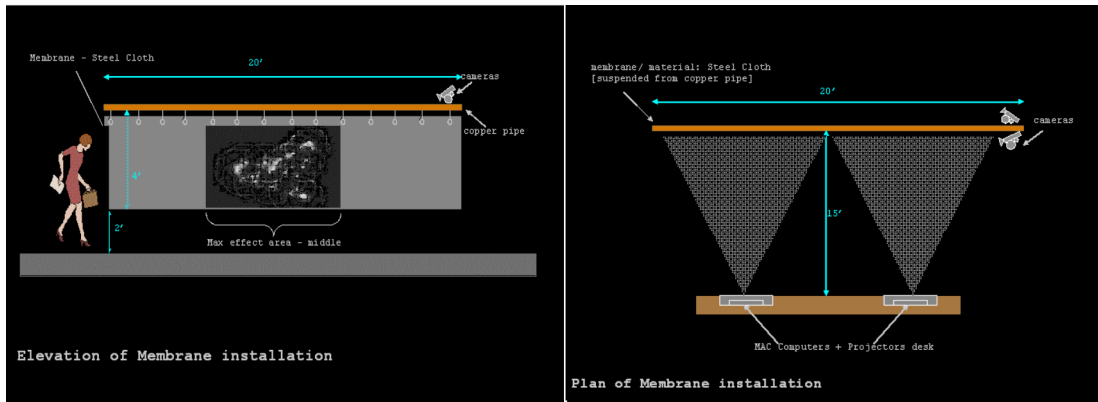 Membrane - Steel Cloth
20'
cameras
copper pipe
4'
2'
Max effect area - middle
Elevation of Membrane installation
membrane/ material: Steel Cloth
[suspended from copper pipe]
20'
cameras
15'
MAC Computers + Projectors desk
Plan of Membrane installation